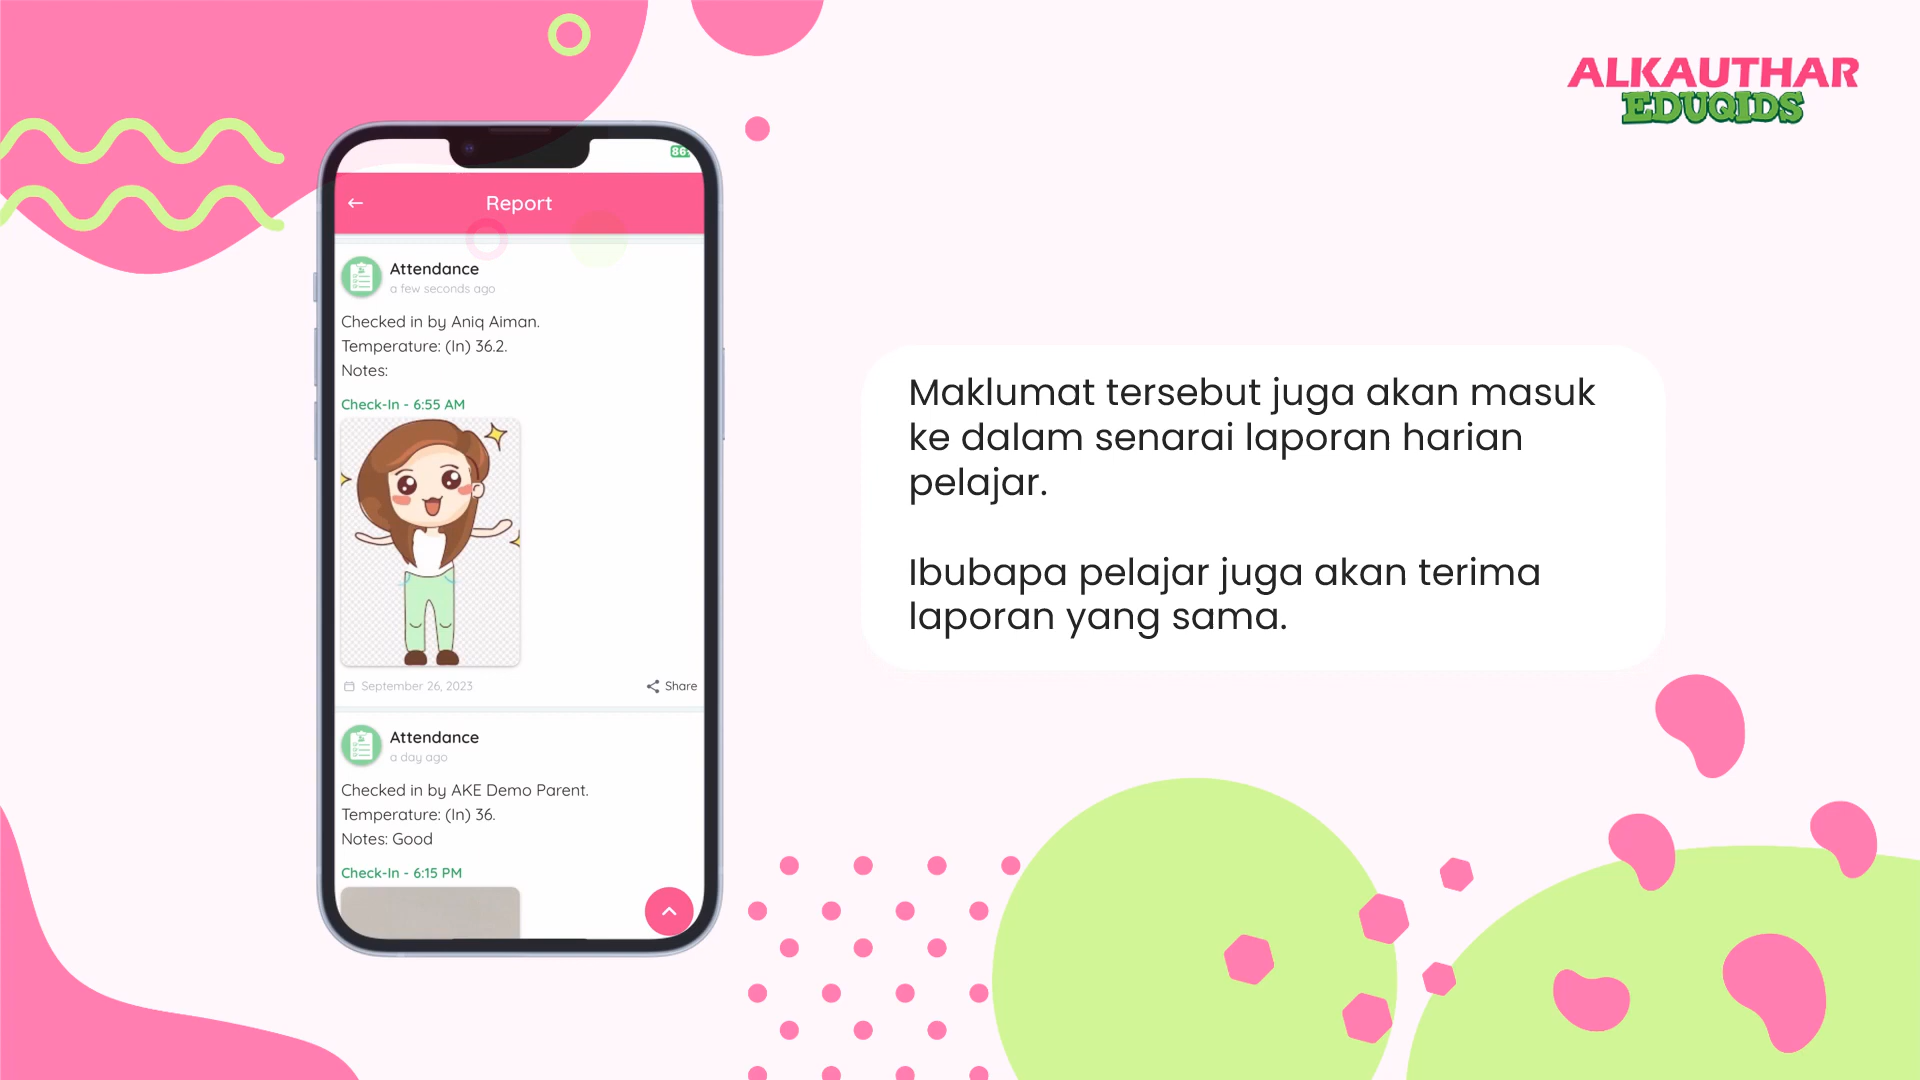 ALKAUTHAR
EDUQIDS
86
Report
Attendance
a few seconds ago
Checked in by Aniq Aiman.
Temperature: (In) 36.2.
Notes:
Check-In - 6:55 AM
September 26, 2023
Share
Attendance
a day ago
Checked in by AKE Demo Parent.
Temperature: (In) 36.
Notes: Good
Check-In - 6:15 PM
Maklumat tersebut juga akan masuk
ke dalam senarai laporan harian
pelajar.
Ibubapa pelajar juga akan terima
laporan yang sama.